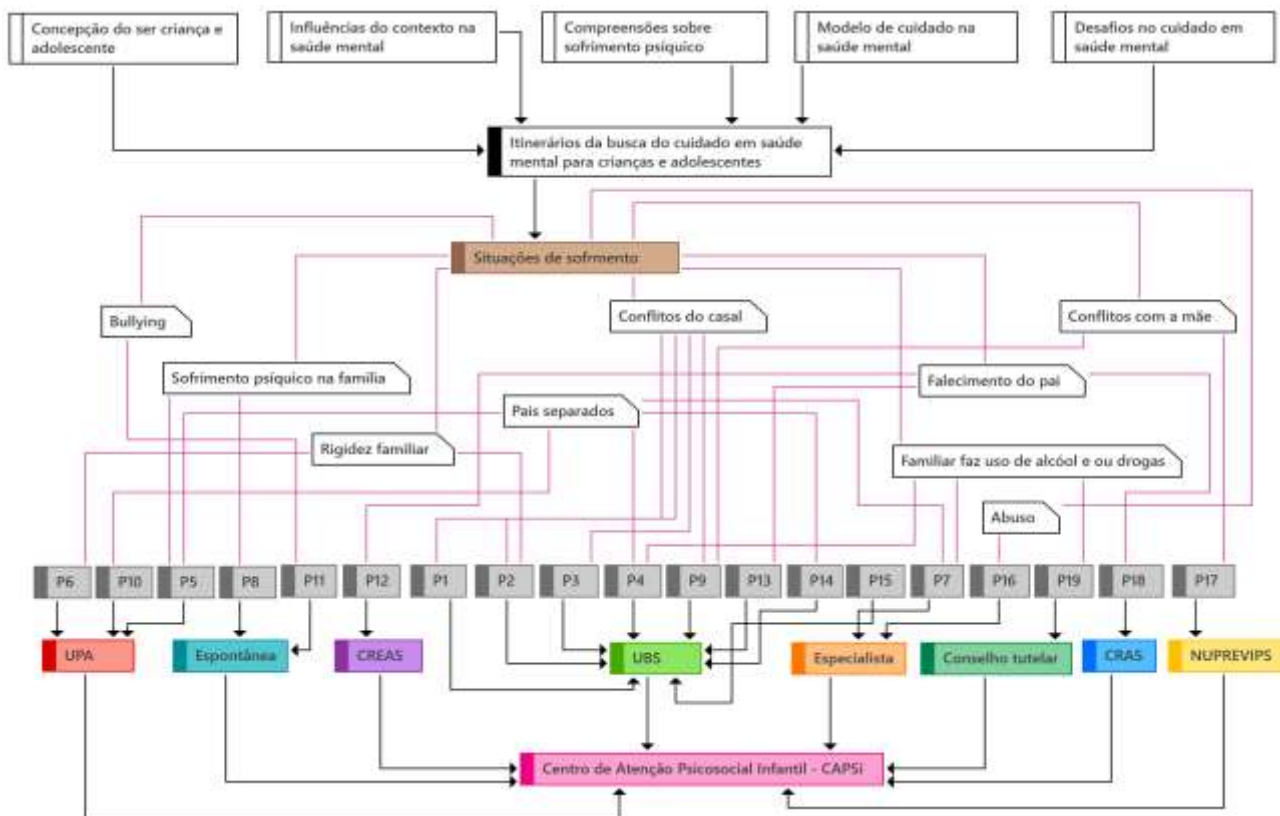 Concepção do ser criança e
adolescente
Influências do contexto na
saúde mental
Compreensões sobre
sofrimento psíquico
Modelo de cuidado na
saúde mental
Desafios no cuidado em
saúde mental
Itinerários da busca do cuidado em saúde
mental para crianças e adolescentes
Situações de sofrmento
Bullying
Conflitos do casal
Conflitos com a mãe
Sofrimento psíquico na família
Falecimento do pai
Pais separados
Rigidez familiar
Familiar faz uso de alcóol e ou drogas
Abuso
P6
P10
P5
P8
P11
P12
P1
P2
P3
P4
P9
P13
P14
P15
P7
P16
P19
P18
P17
UPA
Espontânea
CREAS
UBS
Especialista
Conselho tutelar
CRAS
NUPREVIPS
Centro de Atenção Psicosocial Infantil - CAPSi